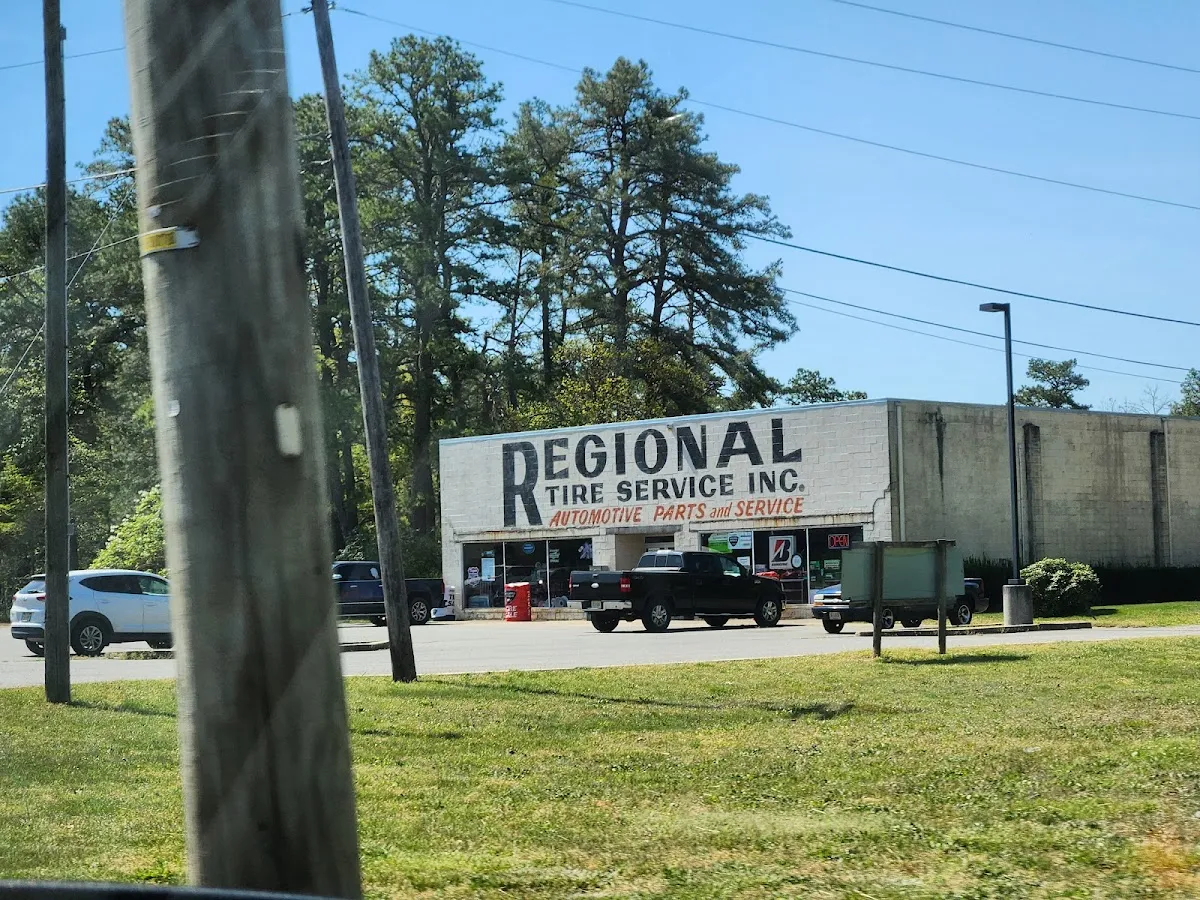 REGIONAL
TIRE SERVICE INC.
AUTOMOTIVE PARTS and SERVICE
OPEN